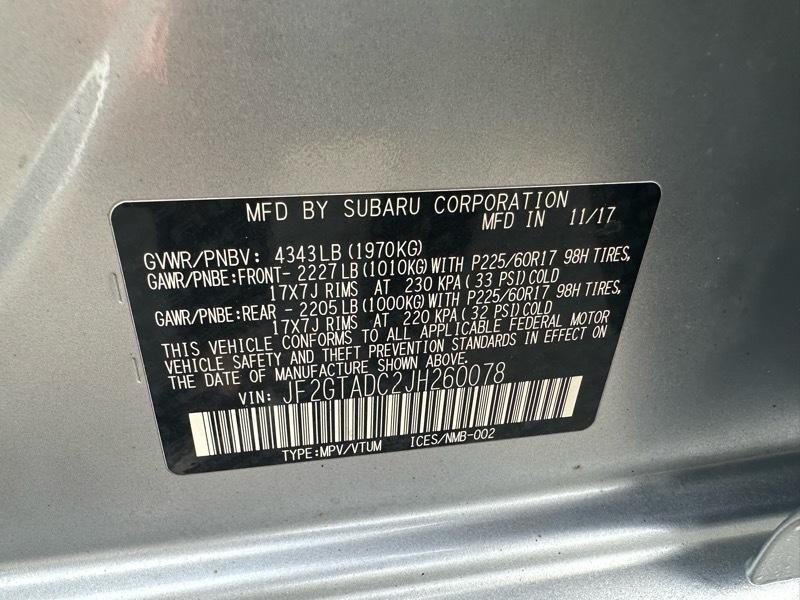 MFD BY SUBARU CORPORATION
MFD IN 11/17
GVWR/PNBV: 4343LB(1970KG)
GAWR/PNBE:FRONT- 2227LB(1010KG)WITH P225/60R17 98H TIRES,
17X7J RIMS AT 230 KPA(33 PSI)COLD
GAWR/PNBE:REAR - 2205LB(1000KG)WITH P225/60R17 98H TIRES,
17X7J RIMS AT 220 KPA(32 PSI)COLD
THIS VEHICLE CONFORMS TO ALL APPLICABLE FEDERAL MOTOR
VEHICLE SAFETY AND THEFT PREVENTION STANDARDS IN EFFECT ON
THE DATE OF MANUFACTURE SHOWN ABOVE.
VIN: JF2GTADC2JH260078
TYPE:MPV/VTUM ICES/NMB-002